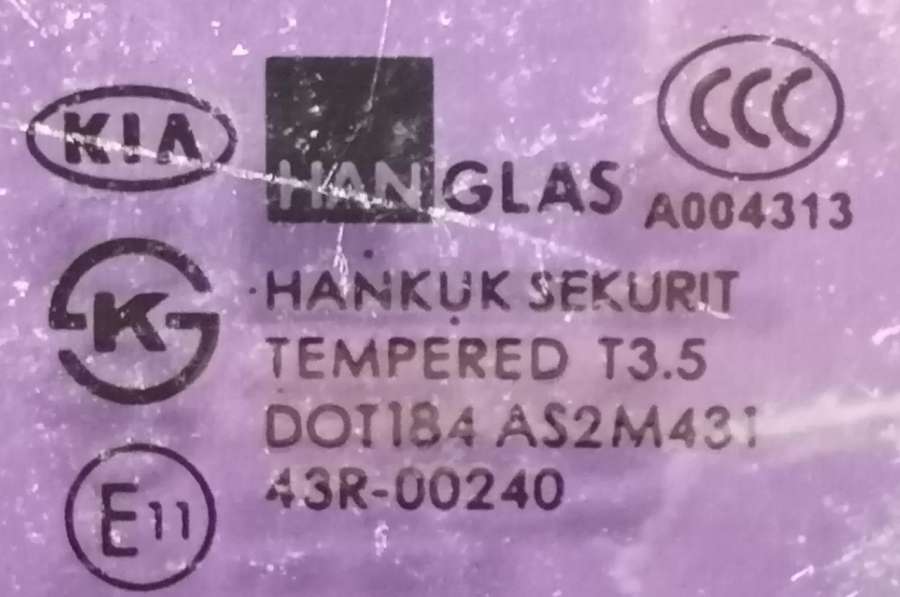 KIA
HANGLAS
CCC
A004313
K
HANKUK SEKURIT
TEMPERED T3.5
DOT184 AS2M431
E11
43R-00240